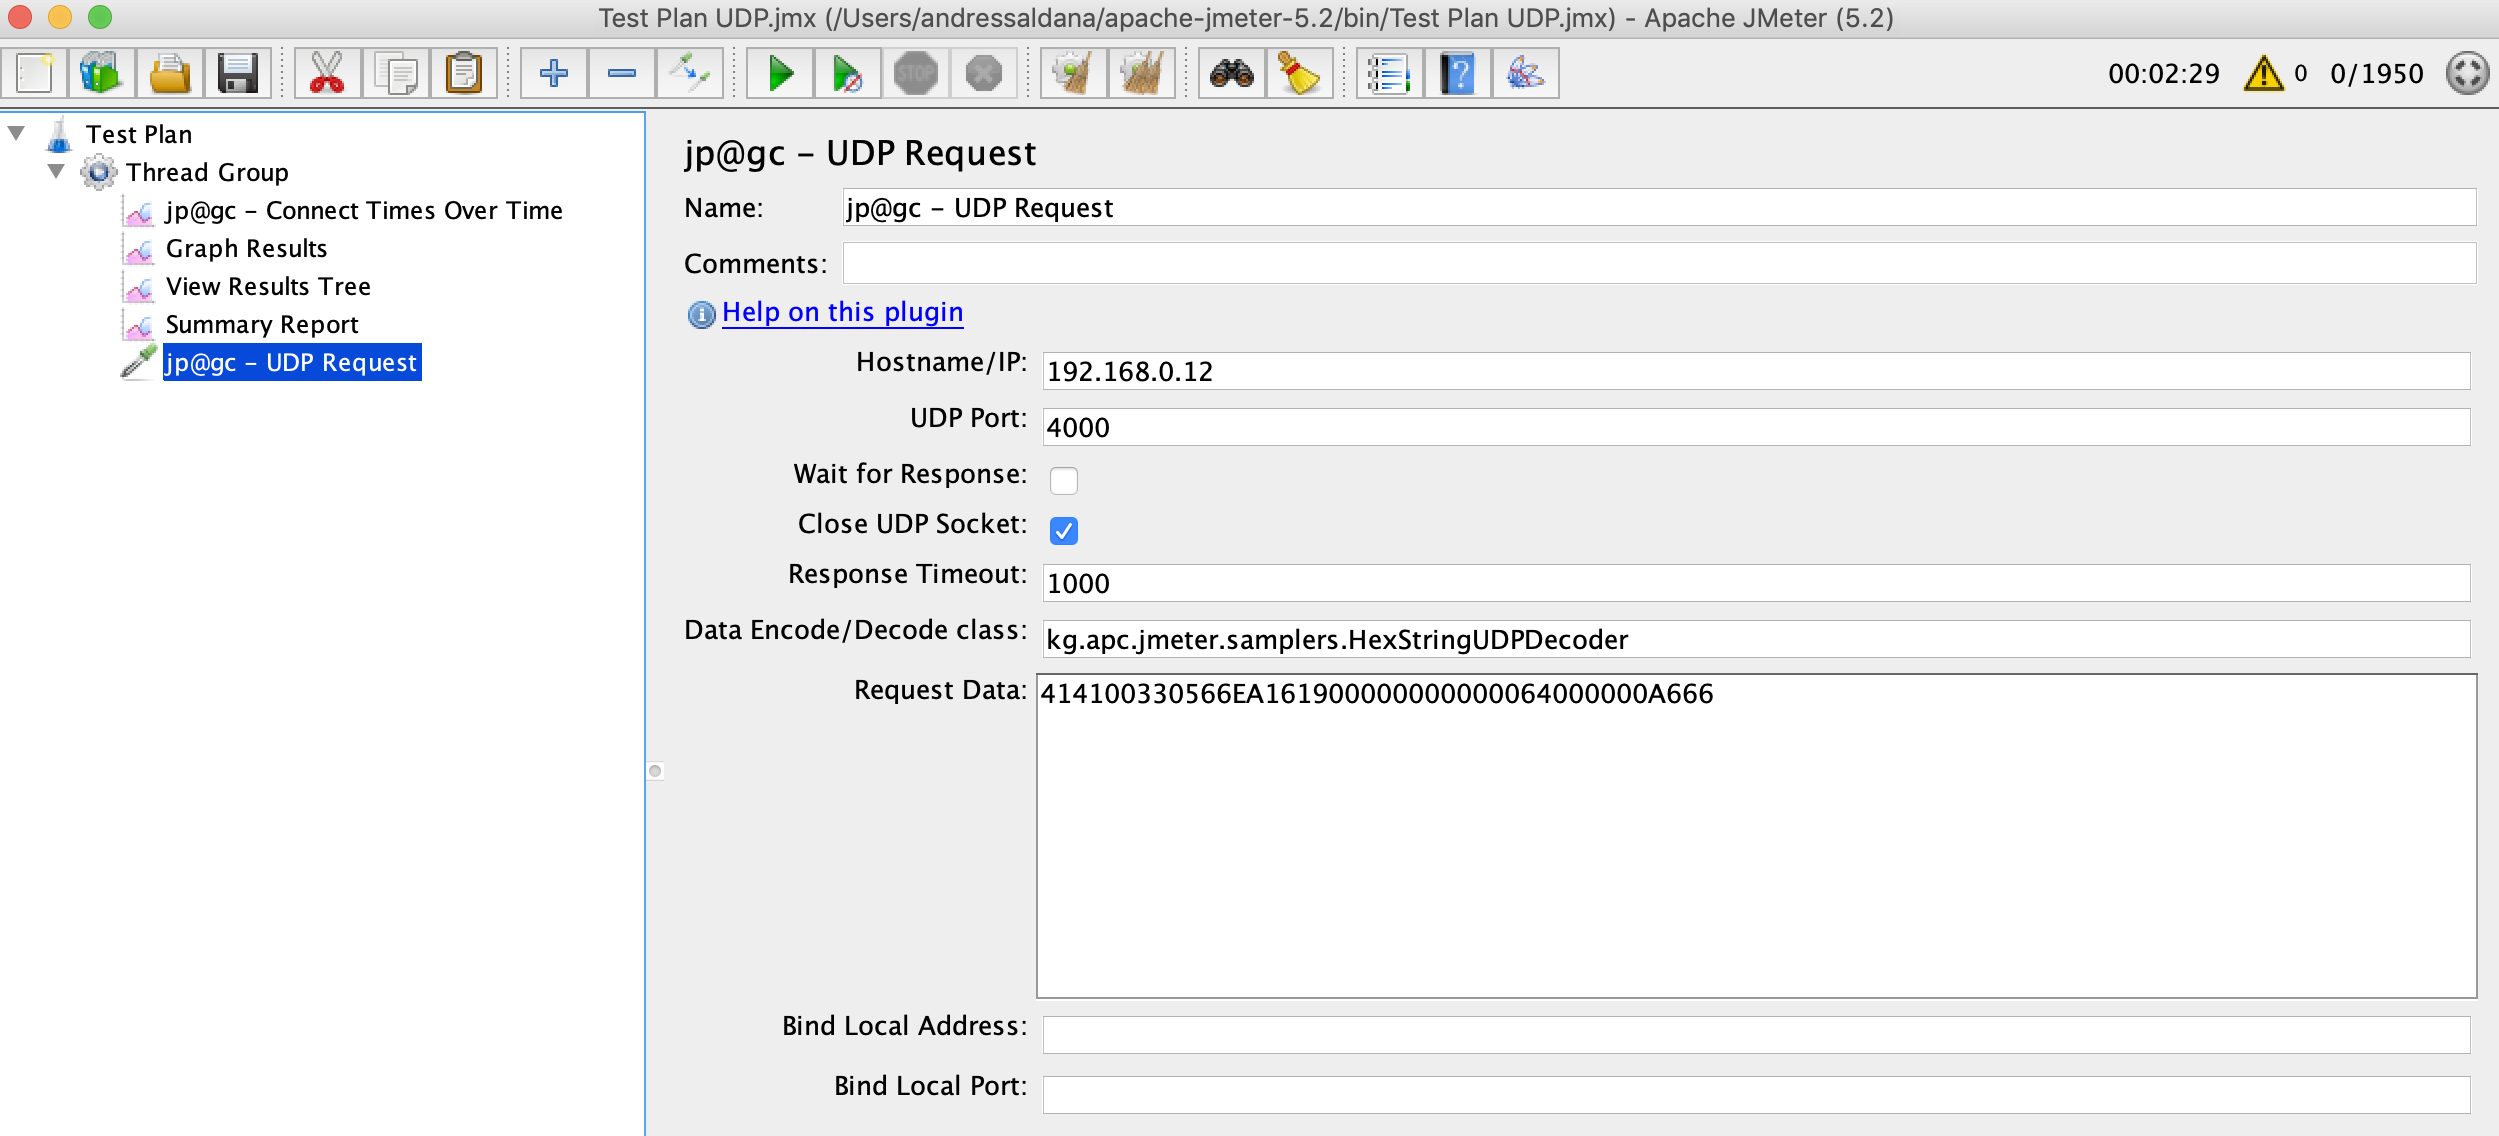 Test Plan UDP.jmx (/Users/andressaldana/apache-jmeter-5.2/bin/Test Plan UDP.jmx) - Apache JMeter (5.2)
STOP
00:02:29 0 0/1950
Test Plan
Thread Group
jp@gc - Connect Times Over Time
Graph Results
View Results Tree
Summary Report
jp@gc - UDP Request
jp@gc - UDP Request
Name: jp@gc - UDP Request
Comments:
Help on this plugin
Hostname/IP: 192.168.0.12
UDP Port: 4000
Wait for Response:
Close UDP Socket:
Response Timeout: 1000
Data Encode/Decode class: kg.apc.jmeter.samplers.HexStringUDPDecoder
Request Data: 414100330566EA1619000000000000064000000A666
Bind Local Address:
Bind Local Port: